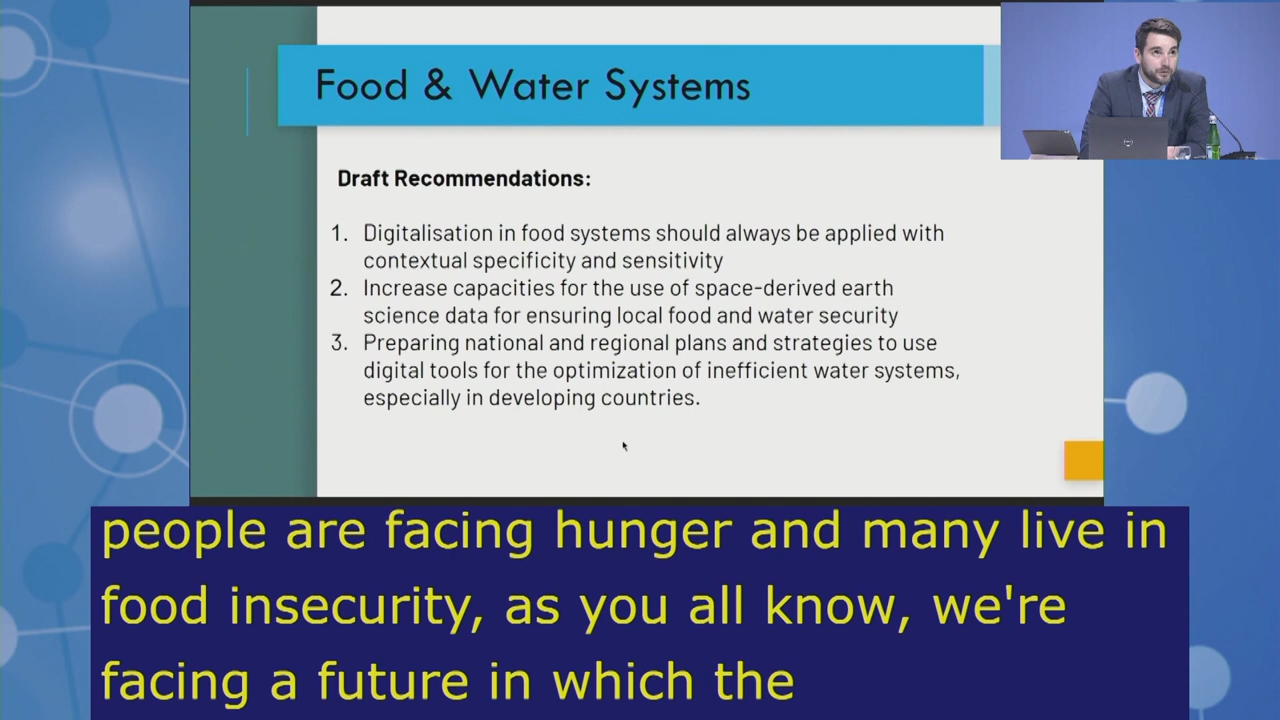 Food & Water Systems
Draft Recommendations:
1. Digitalisation in food systems should always be applied with
contextual specificity and sensitivity
2. Increase capacities for the use of space-derived earth
science data for ensuring local food and water security
3. Preparing national and regional plans and strategies to use
digital tools for the optimization of inefficient water systems,
especially in developing countries.
people are facing hunger and many live in
food insecurity, as you all know, we're
facing a future in which the